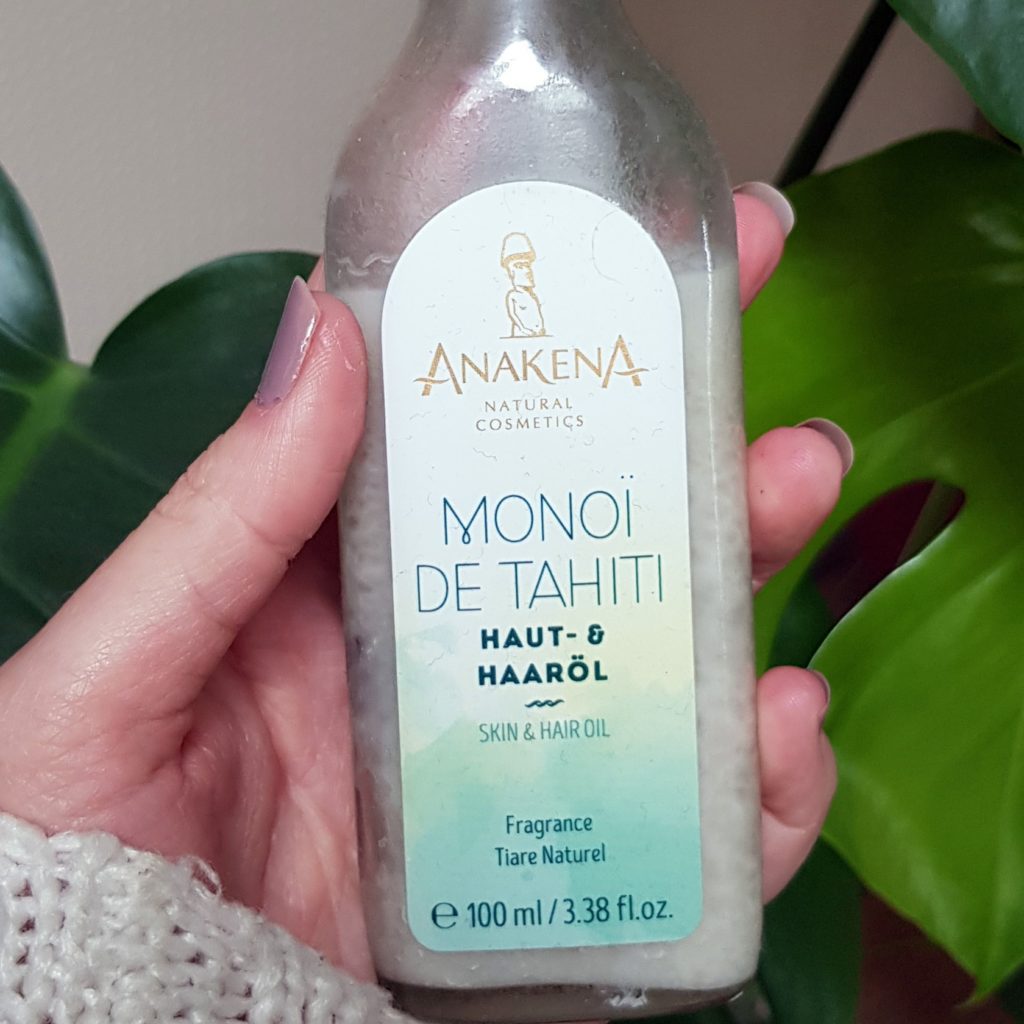 ANAKENA
NATURAL
COSMETICS
MONOÏ
DE TAHITI
HAUT- &
HAARÖL
SKIN & HAIR OIL
Fragrance
Tiare Naturel
℮ 100 ml / 3.38 fl.oz.